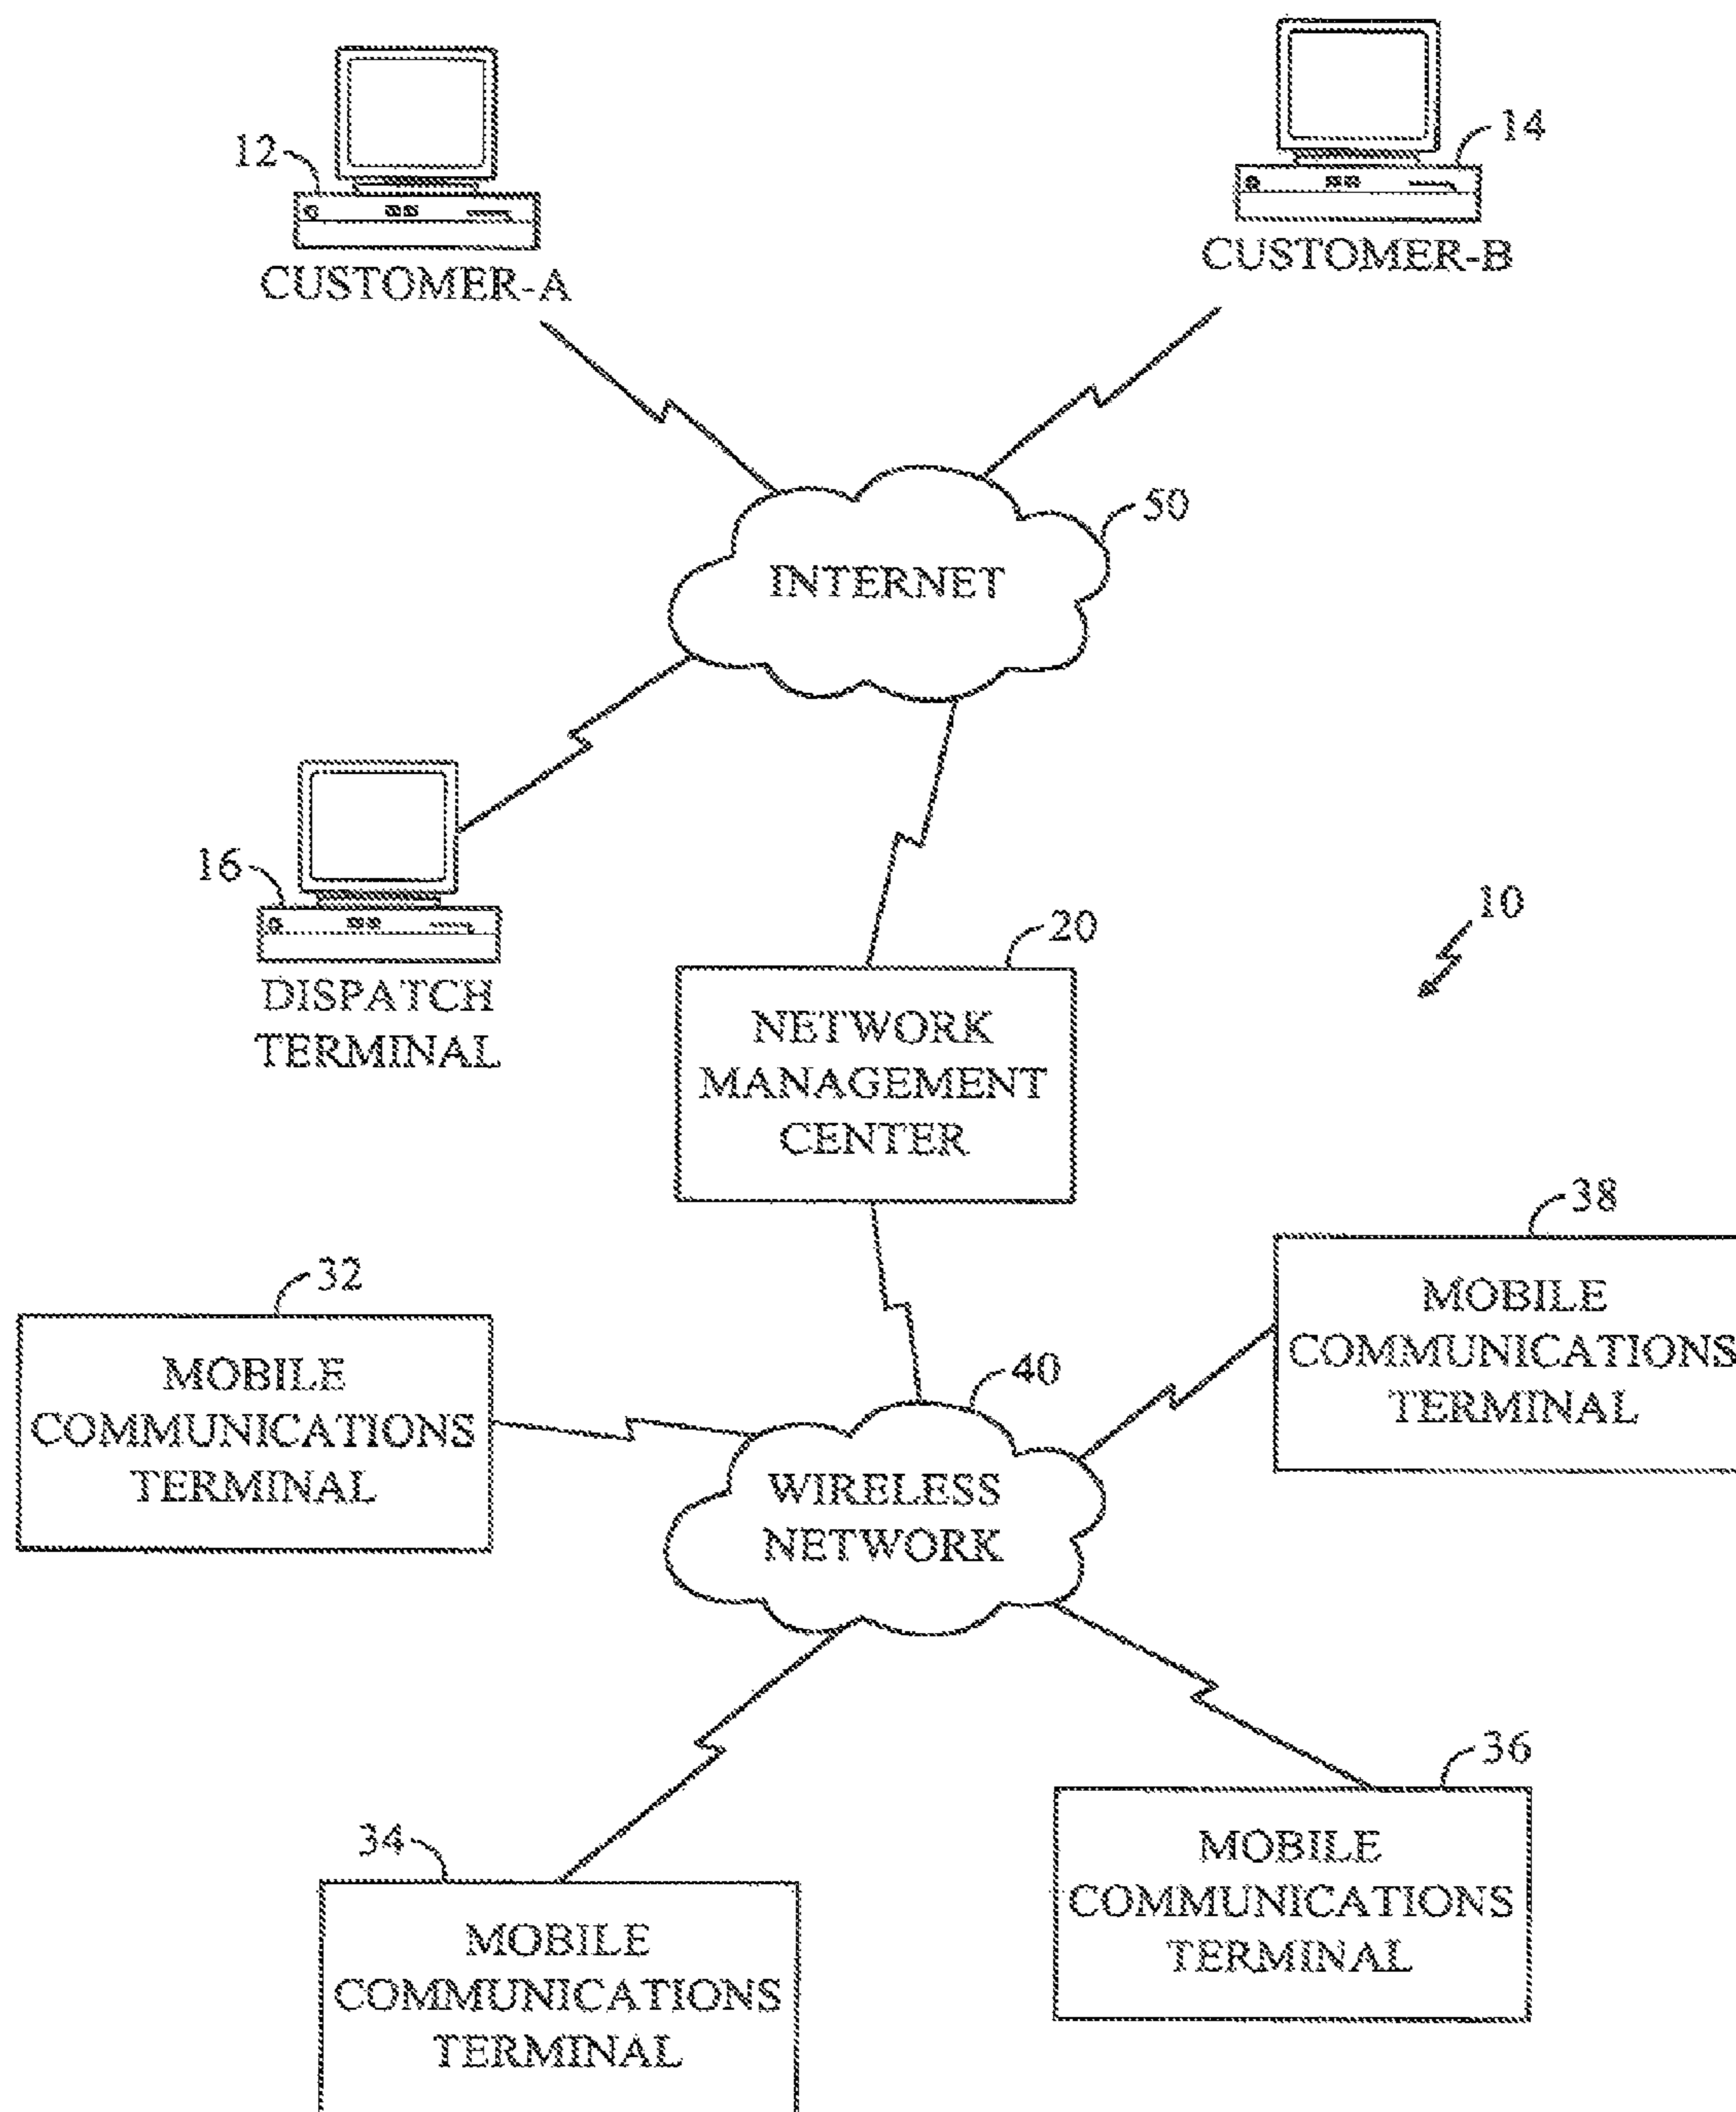 12
14
CUSTOMER-A
CUSTOMER-B
50
INTERNET
16
DISPATCH
TERMINAL
20
10
NETWORK
MANAGEMENT
CENTER
38
MOBILE
COMMUNICATIONS
TERMINAL
32
MOBILE
COMMUNICATIONS
TERMINAL
40
WIRELESS
NETWORK
36
MOBILE
COMMUNICATIONS
TERMINAL
34
MOBILE
COMMUNICATIONS
TERMINAL